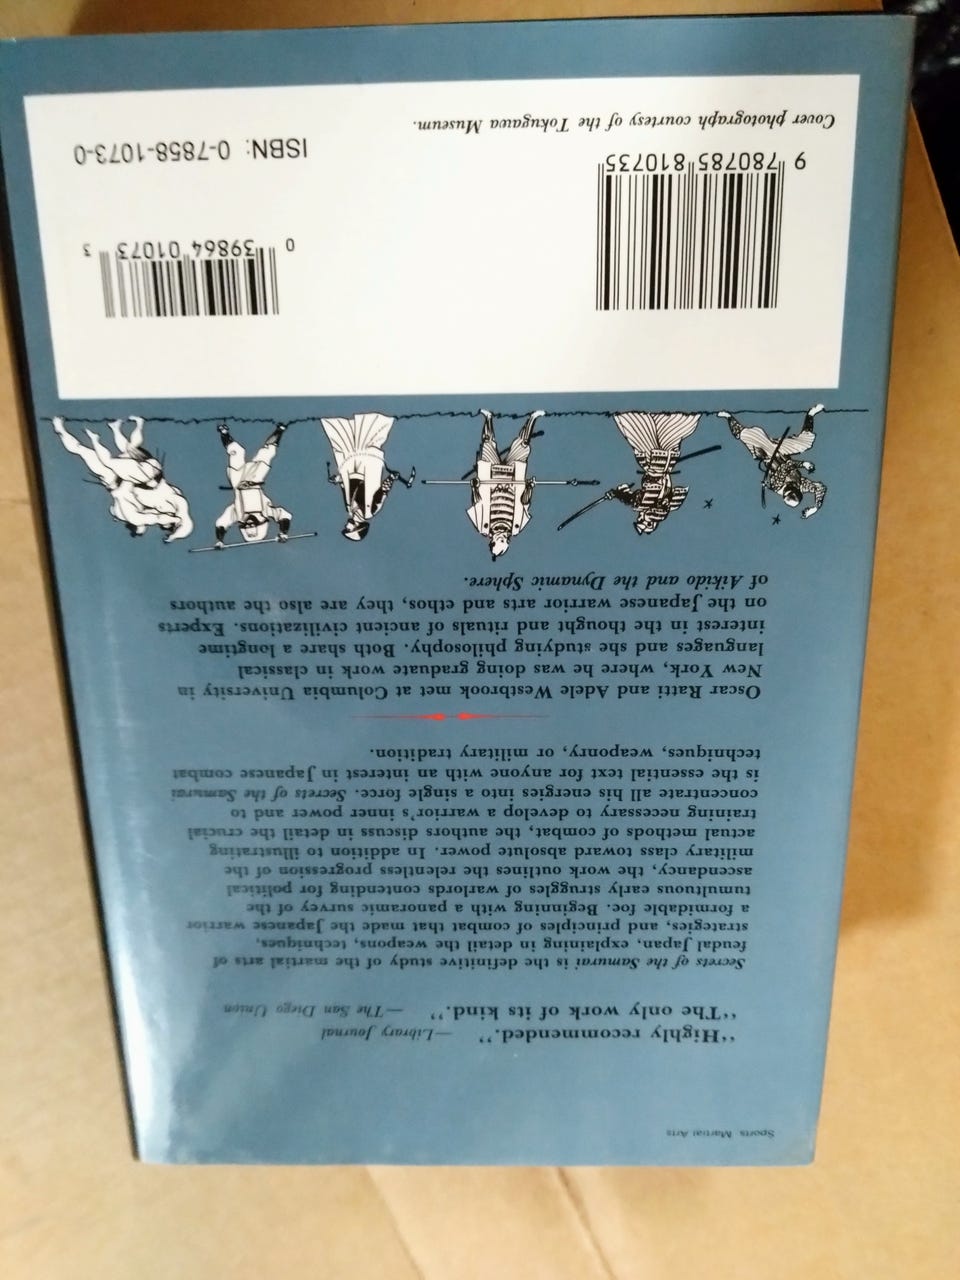 Sports/Martial Arts
“Highly recommended.” —Library Journal
“The only work of its kind.” —The San Diego Union
Secrets of the Samurai is the definitive study of the martial arts of
feudal Japan, explaining in detail the weapons, techniques,
strategies, and principles of combat that made the Japanese warrior
a formidable foe. Beginning with a panoramic survey of the
tumultuous early struggles of warlords contending for political
ascendancy, the work outlines the relentless progression of the
military class toward absolute power. In addition to illustrating
actual methods of combat, the authors discuss in detail the crucial
training necessary to develop a warrior's inner power and to
concentrate all his energies into a single force. Secrets of the Samurai
is the essential text for anyone with an interest in Japanese combat
techniques, weaponry, or military tradition.
Oscar Ratti and Adele Westbrook met at Columbia University in
New York, where he was doing graduate work in classical
languages and she studying philosophy. Both share a longtime
interest in the thought and rituals of ancient civilizations. Experts
on the Japanese warrior arts and ethos, they are also the authors
of Aikido and the Dynamic Sphere.
0 39864 01073 3
9 780785 810735
ISBN: 0-7858-1073-0
Cover photograph courtesy of the Tokugawa Museum.